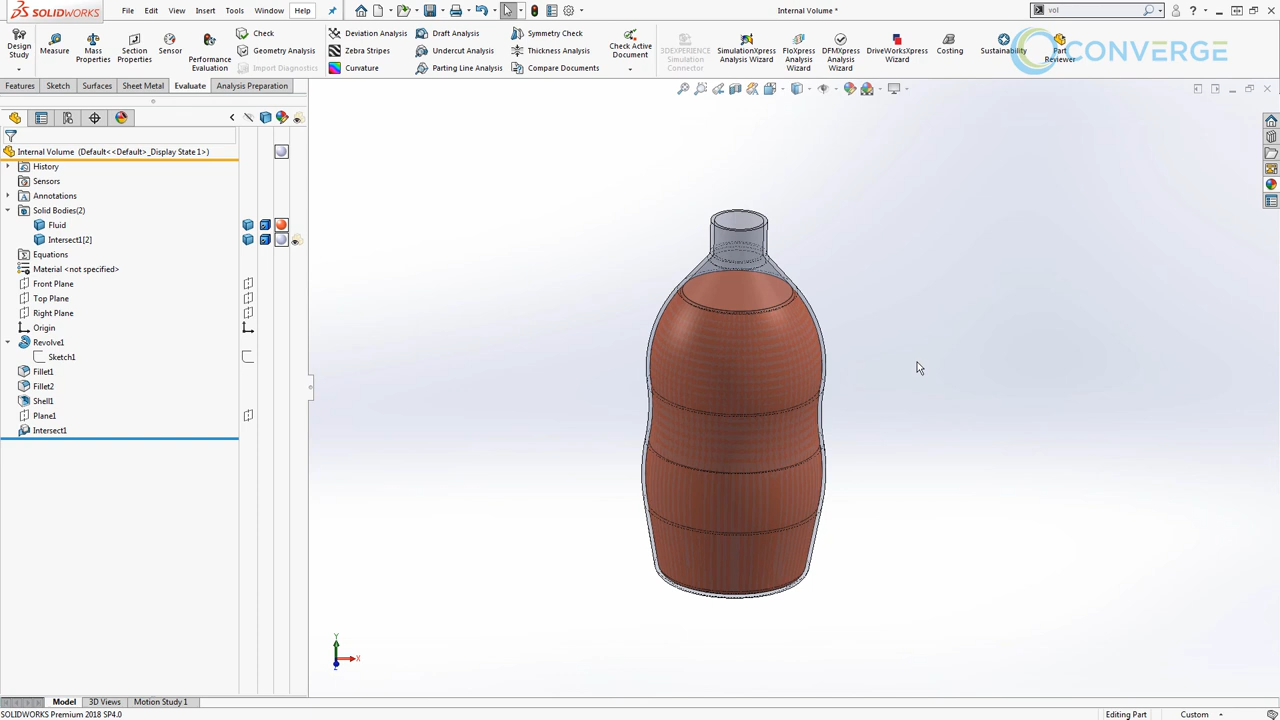 SOLIDWORKS File Edit View Insert Tools Window Help Internal Volume * vol
Design Study Measure Mass Properties Section Properties Sensor Performance Evaluation
Check
Geometry Analysis
Import Diagnostics
Deviation Analysis
Zebra Stripes
Curvature
Draft Analysis
Undercut Analysis
Parting Line Analysis
Symmetry Check
Thickness Analysis
Compare Documents
Check Active Document
3DEXPERIENCE Simulation Connector
SimulationXpress Analysis Wizard
FloXpress Analysis Wizard
DFMXpress Analysis Wizard
DriveWorksXpress Wizard
Costing
Sustainability
Part Reviewer
CONVERGE
Features Sketch Surfaces Sheet Metal Evaluate Analysis Preparation
Internal Volume (Default<<Default>_Display State 1>)
History
Sensors
Annotations
Solid Bodies(2)
Fluid
Intersect1[2]
Equations
Material <not specified>
Front Plane
Top Plane
Right Plane
Origin
Revolve1
Sketch1
Fillet1
Fillet2
Shell1
Plane1
Intersect1
Y
X
Z
Model 3D Views Motion Study 1
SOLIDWORKS Premium 2018 SP4.0 Editing Part Custom